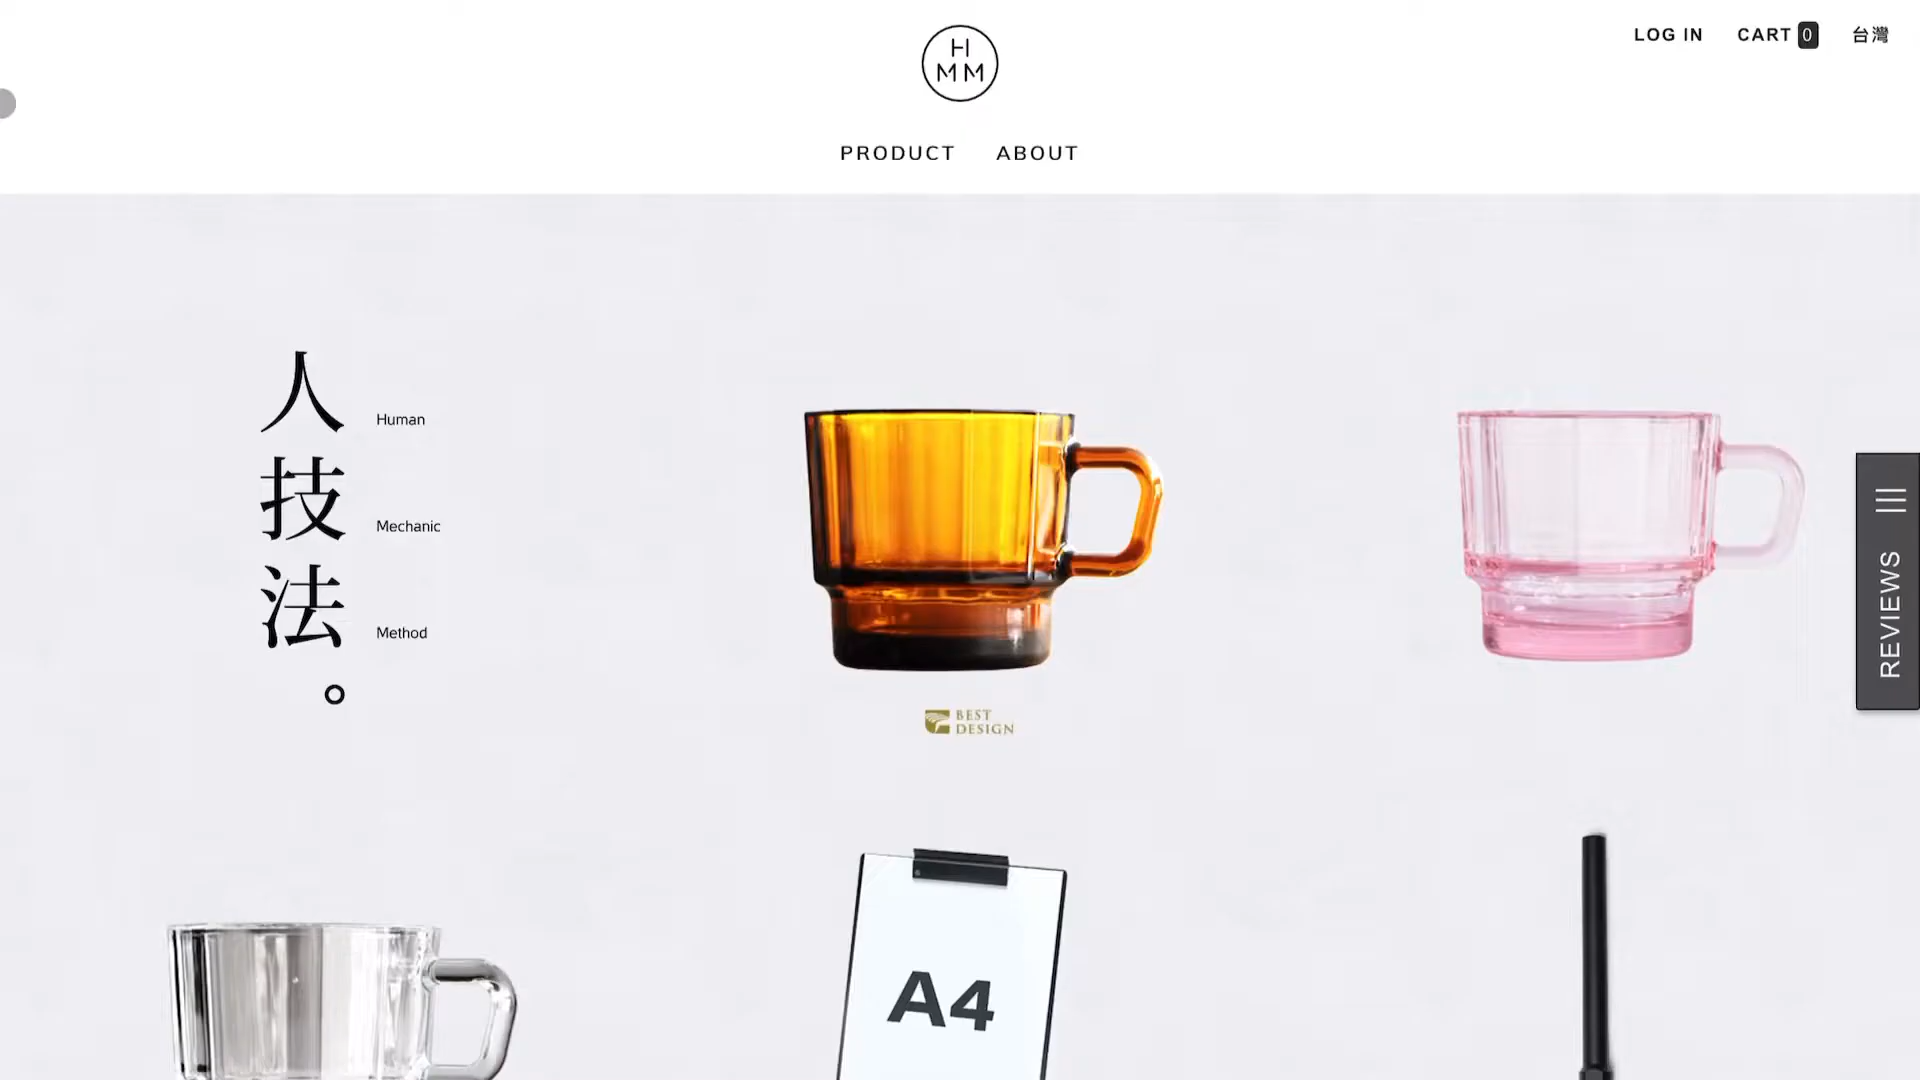 LOG IN
CART 0
台灣
H
MM
PRODUCT
ABOUT
人
Human
技
Mechanic
法
Method
。
BEST
DESIGN
REVIEWS
A4